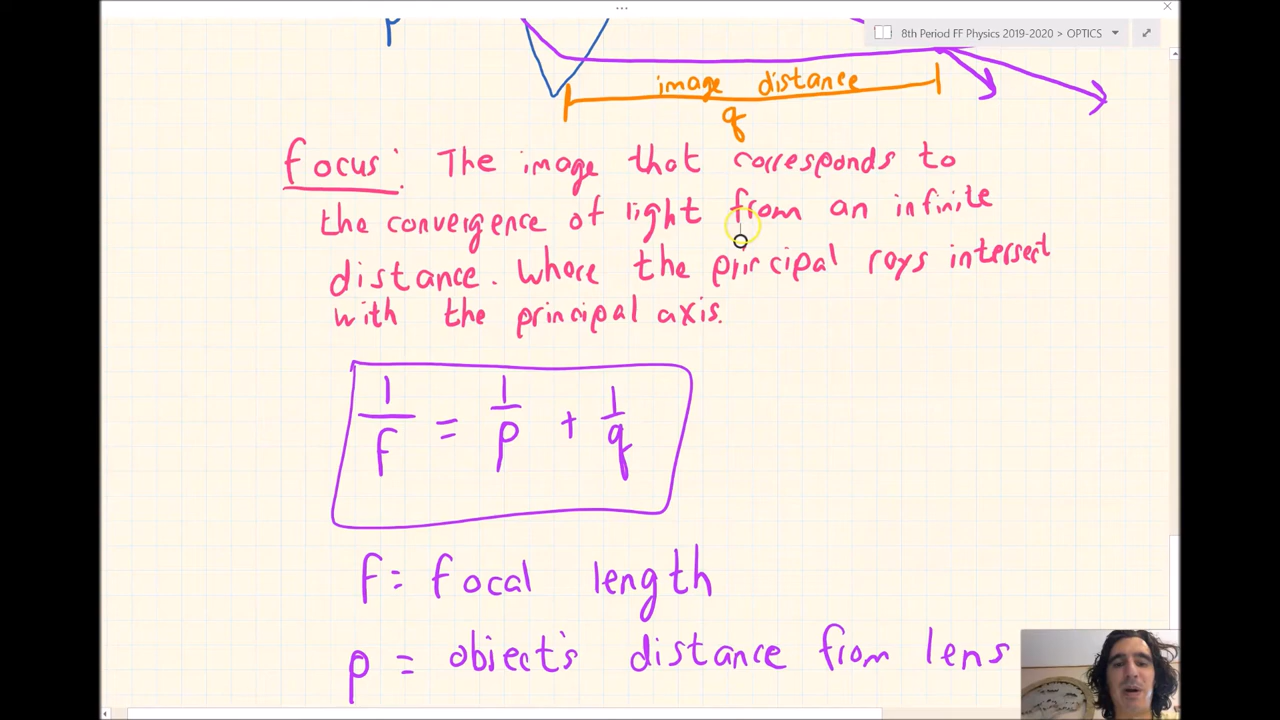 ...
8th Period FF Physics 2019-2020 > OPTICS
p
image distance
q
focus: The image that corresponds to
the convergence of light from an infinite
distance. Where the principal rays intersect
with the principal axis.
1/f = 1/p + 1/q
f = focal length
p = object's distance from lens